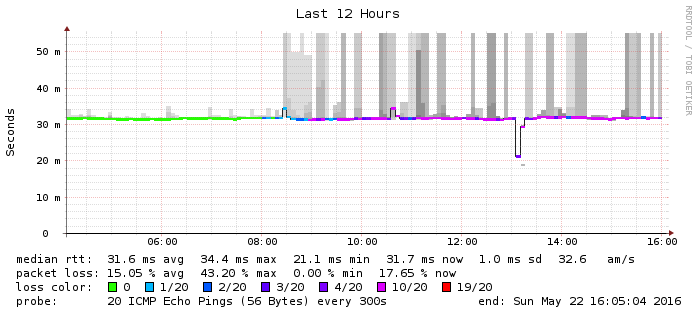 Last 12 Hours
RRDTOOL / TOBI OETIKER
Seconds
50 m
40 m
30 m
20 m
10 m
0
06:00 08:00 10:00 12:00 14:00 16:00
median rtt: 31.6 ms avg 34.4 ms max 21.1 ms min 31.7 ms now 1.0 ms sd 32.6 am/s
packet loss: 15.05 % avg 43.20 % max 0.00 % min 17.65 % now
loss color: 0 1/20 2/20 3/20 4/20 10/20 19/20
probe: 20 ICMP Echo Pings (56 Bytes) every 300s end: Sun May 22 16:05:04 2016